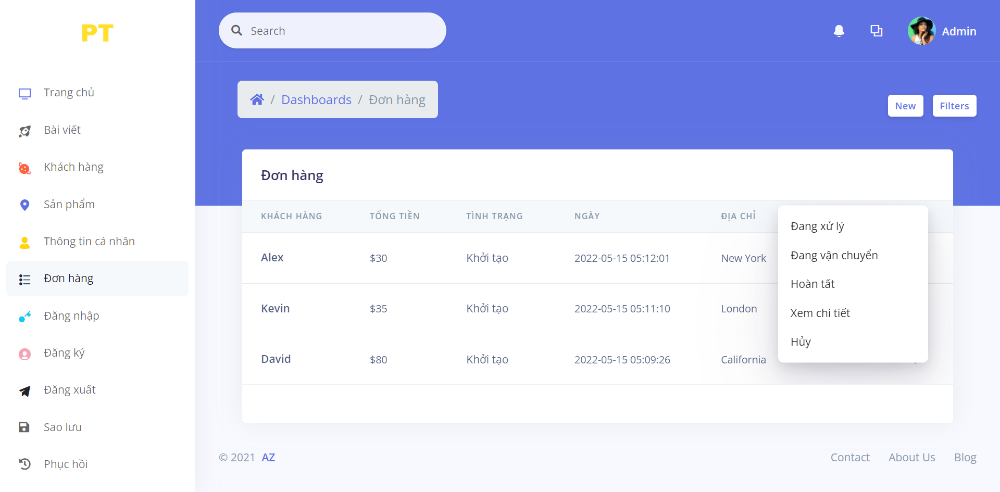 PT
Search
Admin
Trang chủ
Bài viết
Khách hàng
Sản phẩm
Thông tin cá nhân
Đơn hàng
Đăng nhập
Đăng ký
Đăng xuất
Sao lưu
Phục hồi
/ Dashboards / Đơn hàng
New Filters
Đơn hàng
KHÁCH HÀNG TỔNG TIỀN TÌNH TRẠNG NGÀY ĐỊA CHỈ
Alex $30 Khởi tạo 2022-05-15 05:12:01 New York
Kevin $35 Khởi tạo 2022-05-15 05:11:10 London
David $80 Khởi tạo 2022-05-15 05:09:26 California
Đang xử lý
Đang vận chuyển
Hoàn tất
Xem chi tiết
Hủy
© 2021 AZ
Contact About Us Blog